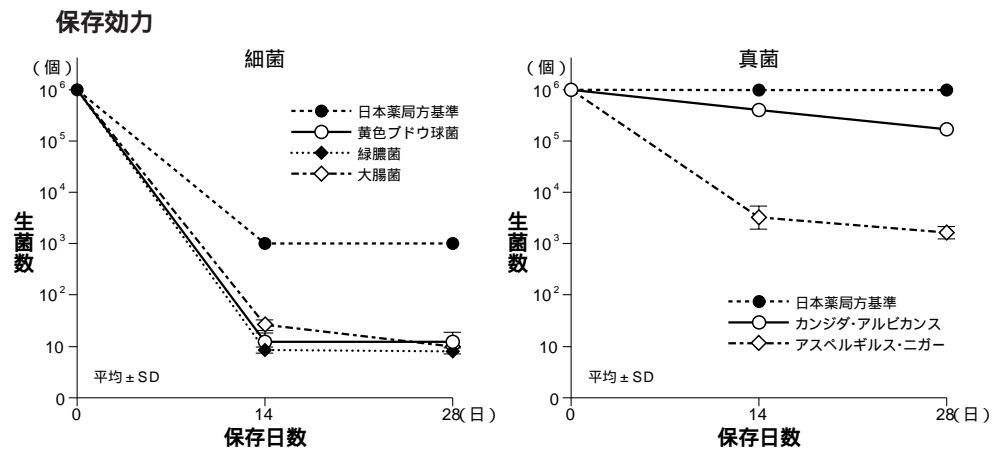 保存効力
細菌
(個)
10⁶
10⁵
10⁴
10³
10²
10
0
生菌数
日本薬局方基準
黄色ブドウ球菌
緑膿菌
大腸菌
平均±SD
0 14 28(日)
保存日数
真菌
(個)
10⁶
10⁵
10⁴
10³
10²
10
0
生菌数
日本薬局方基準
カンジダ・アルビカンス
アスペルギルス・ニガー
平均±SD
0 14 28(日)
保存日数